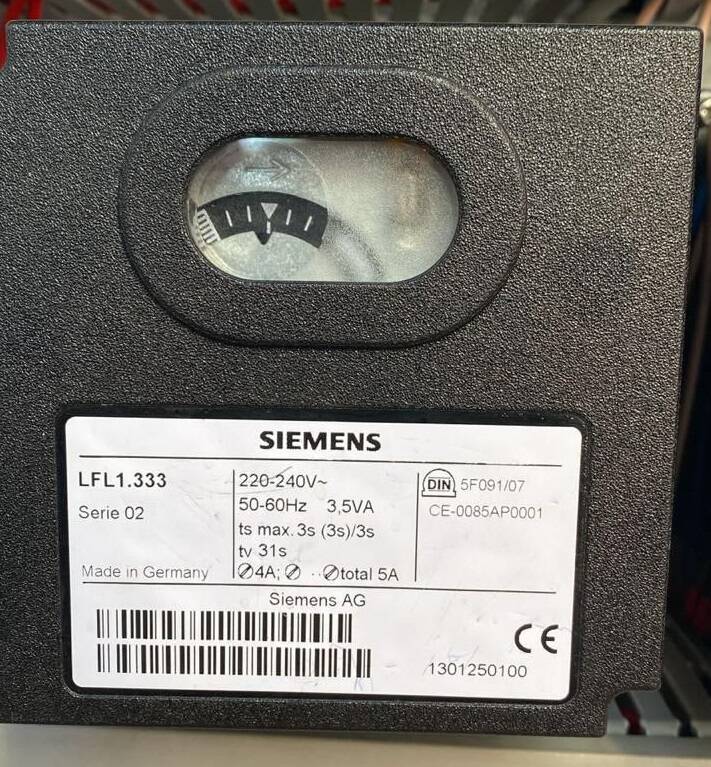 SIEMENS
LFL1.333
Serie 02
Made in Germany
220-240V~
50-60Hz 3,5VA
ts max. 3s (3s)/3s
tv 31s
∅4A; ∅ ··∅total 5A
DIN 5F091/07
CE-0085AP0001
Siemens AG
CE
1301250100